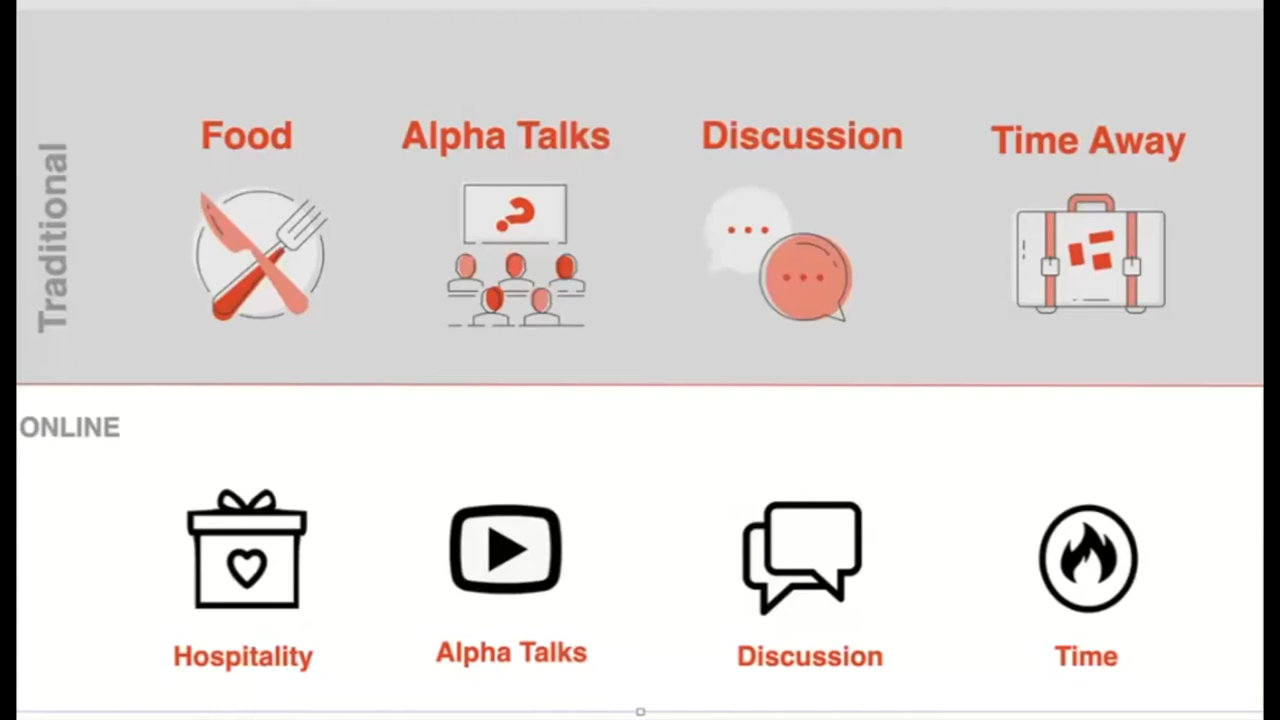 Traditional
Food
Alpha Talks
Discussion
Time Away
ONLINE
Hospitality
Alpha Talks
Discussion
Time